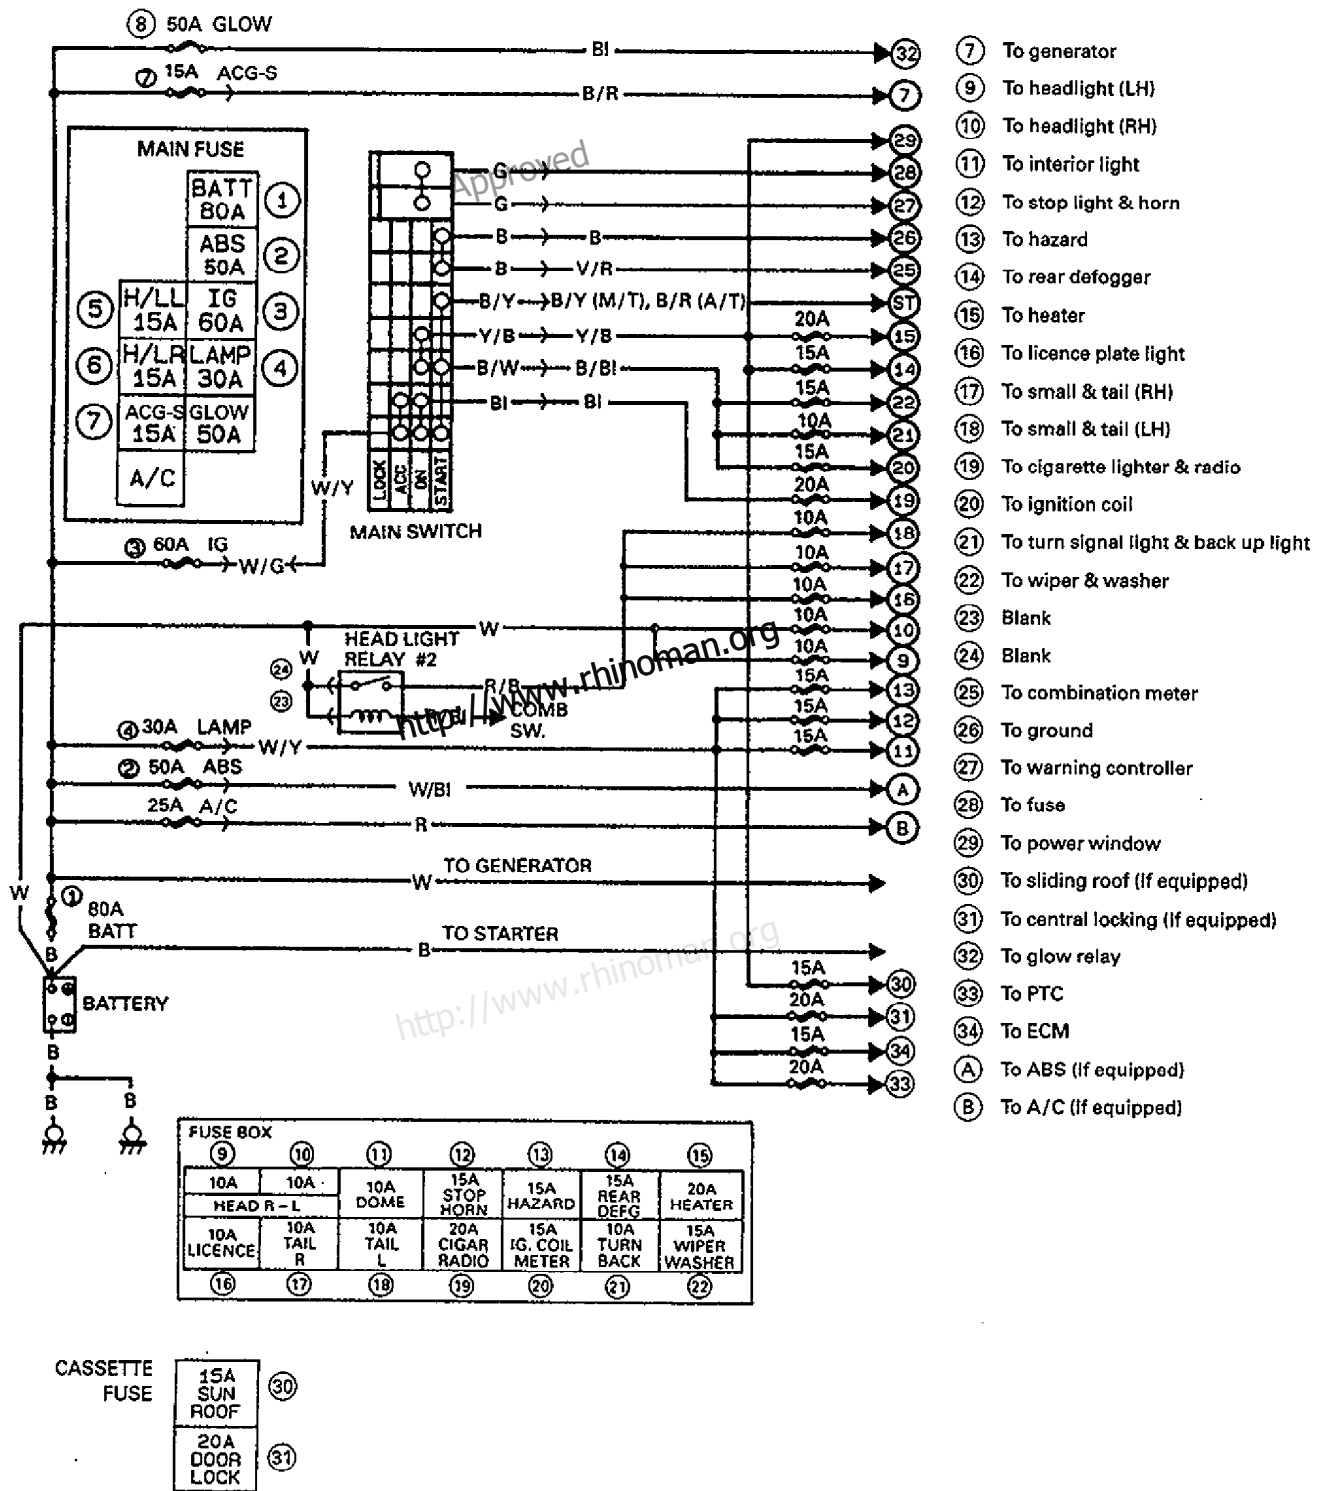 8 50A GLOW
Bl
32
7 15A ACG-S
B/R
7
MAIN FUSE
BATT 80A 1
ABS 50A 2
5 H/LL 15A IG 60A 3
6 H/LR 15A LAMP 30A 4
7 ACG-S 15A GLOW 50A
A/C
Approved
29
G 28
G 27
B B 26
B V/R 25
B/Y B/Y (M/T), B/R (A/T) ST
Y/B Y/B 20A 15
B/W B/Bl 15A 14
Bl Bl 15A 22
10A 21
15A 20
20A 19
LOCK ACC ON START
MAIN SWITCH
W/Y
3 60A IG
W/G
10A 18
10A 17
10A 16
W 10A 10
10A 9
HEAD LIGHT
RELAY #2
W
24
23
R/B
COMB
SW.
http://www.rhinoman.org
15A 13
15A 12
15A 11
4 30A LAMP
W/Y
2 50A ABS
W/Bl
A
25A A/C
R
B
TO GENERATOR
W
W
1
80A
BATT
B
TO STARTER
B
BATTERY
B
B B
http://www.rhinoman.org
15A 30
20A 31
15A 34
20A 33
7 To generator
9 To headlight (LH)
10 To headlight (RH)
11 To interior light
12 To stop light & horn
13 To hazard
14 To rear defogger
15 To heater
16 To licence plate light
17 To small & tail (RH)
18 To small & tail (LH)
19 To cigarette lighter & radio
20 To ignition coil
21 To turn signal light & back up light
22 To wiper & washer
23 Blank
24 Blank
25 To combination meter
26 To ground
27 To warning controller
28 To fuse
29 To power window
30 To sliding roof (If equipped)
31 To central locking (If equipped)
32 To glow relay
33 To PTC
34 To ECM
A To ABS (If equipped)
B To A/C (If equipped)
FUSE BOX
9 10 11 12 13 14 15
10A 10A
HEAD R - L
10A DOME
15A STOP HORN
15A HAZARD
15A REAR DEFG
20A HEATER
10A LICENCE
10A TAIL R
10A TAIL L
20A CIGAR RADIO
15A IG. COIL METER
10A TURN BACK
15A WIPER WASHER
16 17 18 19 20 21 22
CASSETTE
FUSE
15A
SUN
ROOF
30
20A
DOOR
LOCK
31